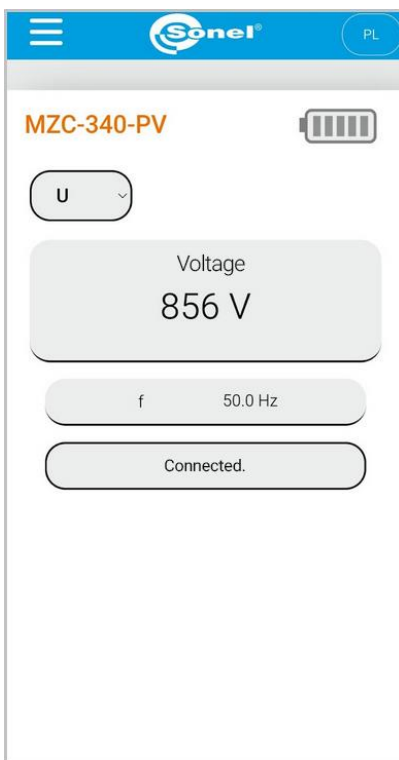 Sonel®
PL
MZC-340-PV
U
Voltage
856 V
f 50.0 Hz
Connected.